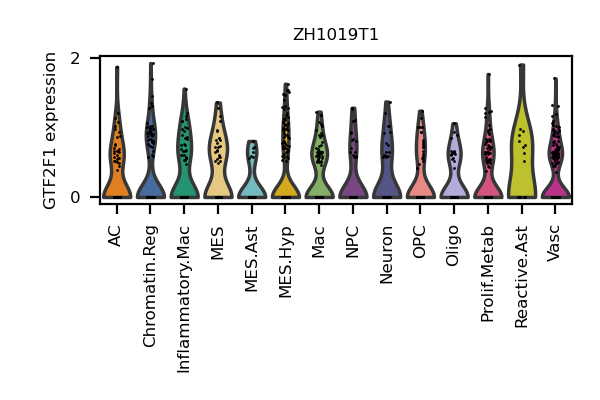 ZH1019T1
2
0
GTF2F1 expression
AC
Chromatin.Reg
Inflammatory.Mac
MES
MES.Ast
MES.Hyp
Mac
NPC
Neuron
OPC
Oligo
Prolif.Metab
Reactive.Ast
Vasc